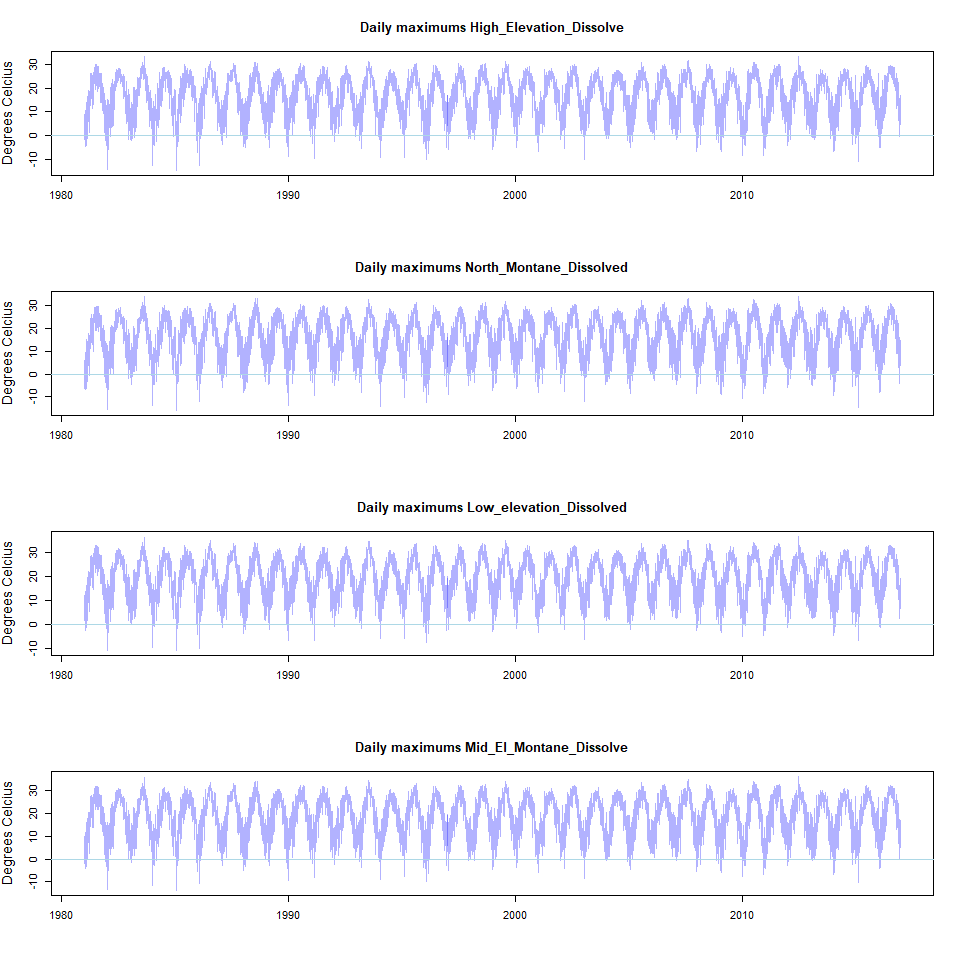 Daily maximums High_Elevation_Dissolve
Degrees Celcius
30
20
10
0
-10
1980 1990 2000 2010
Daily maximums North_Montane_Dissolved
Degrees Celcius
30
20
10
0
-10
1980 1990 2000 2010
Daily maximums Low_elevation_Dissolved
Degrees Celcius
30
20
10
0
-10
1980 1990 2000 2010
Daily maximums Mid_El_Montane_Dissolve
Degrees Celcius
30
20
10
0
-10
1980 1990 2000 2010